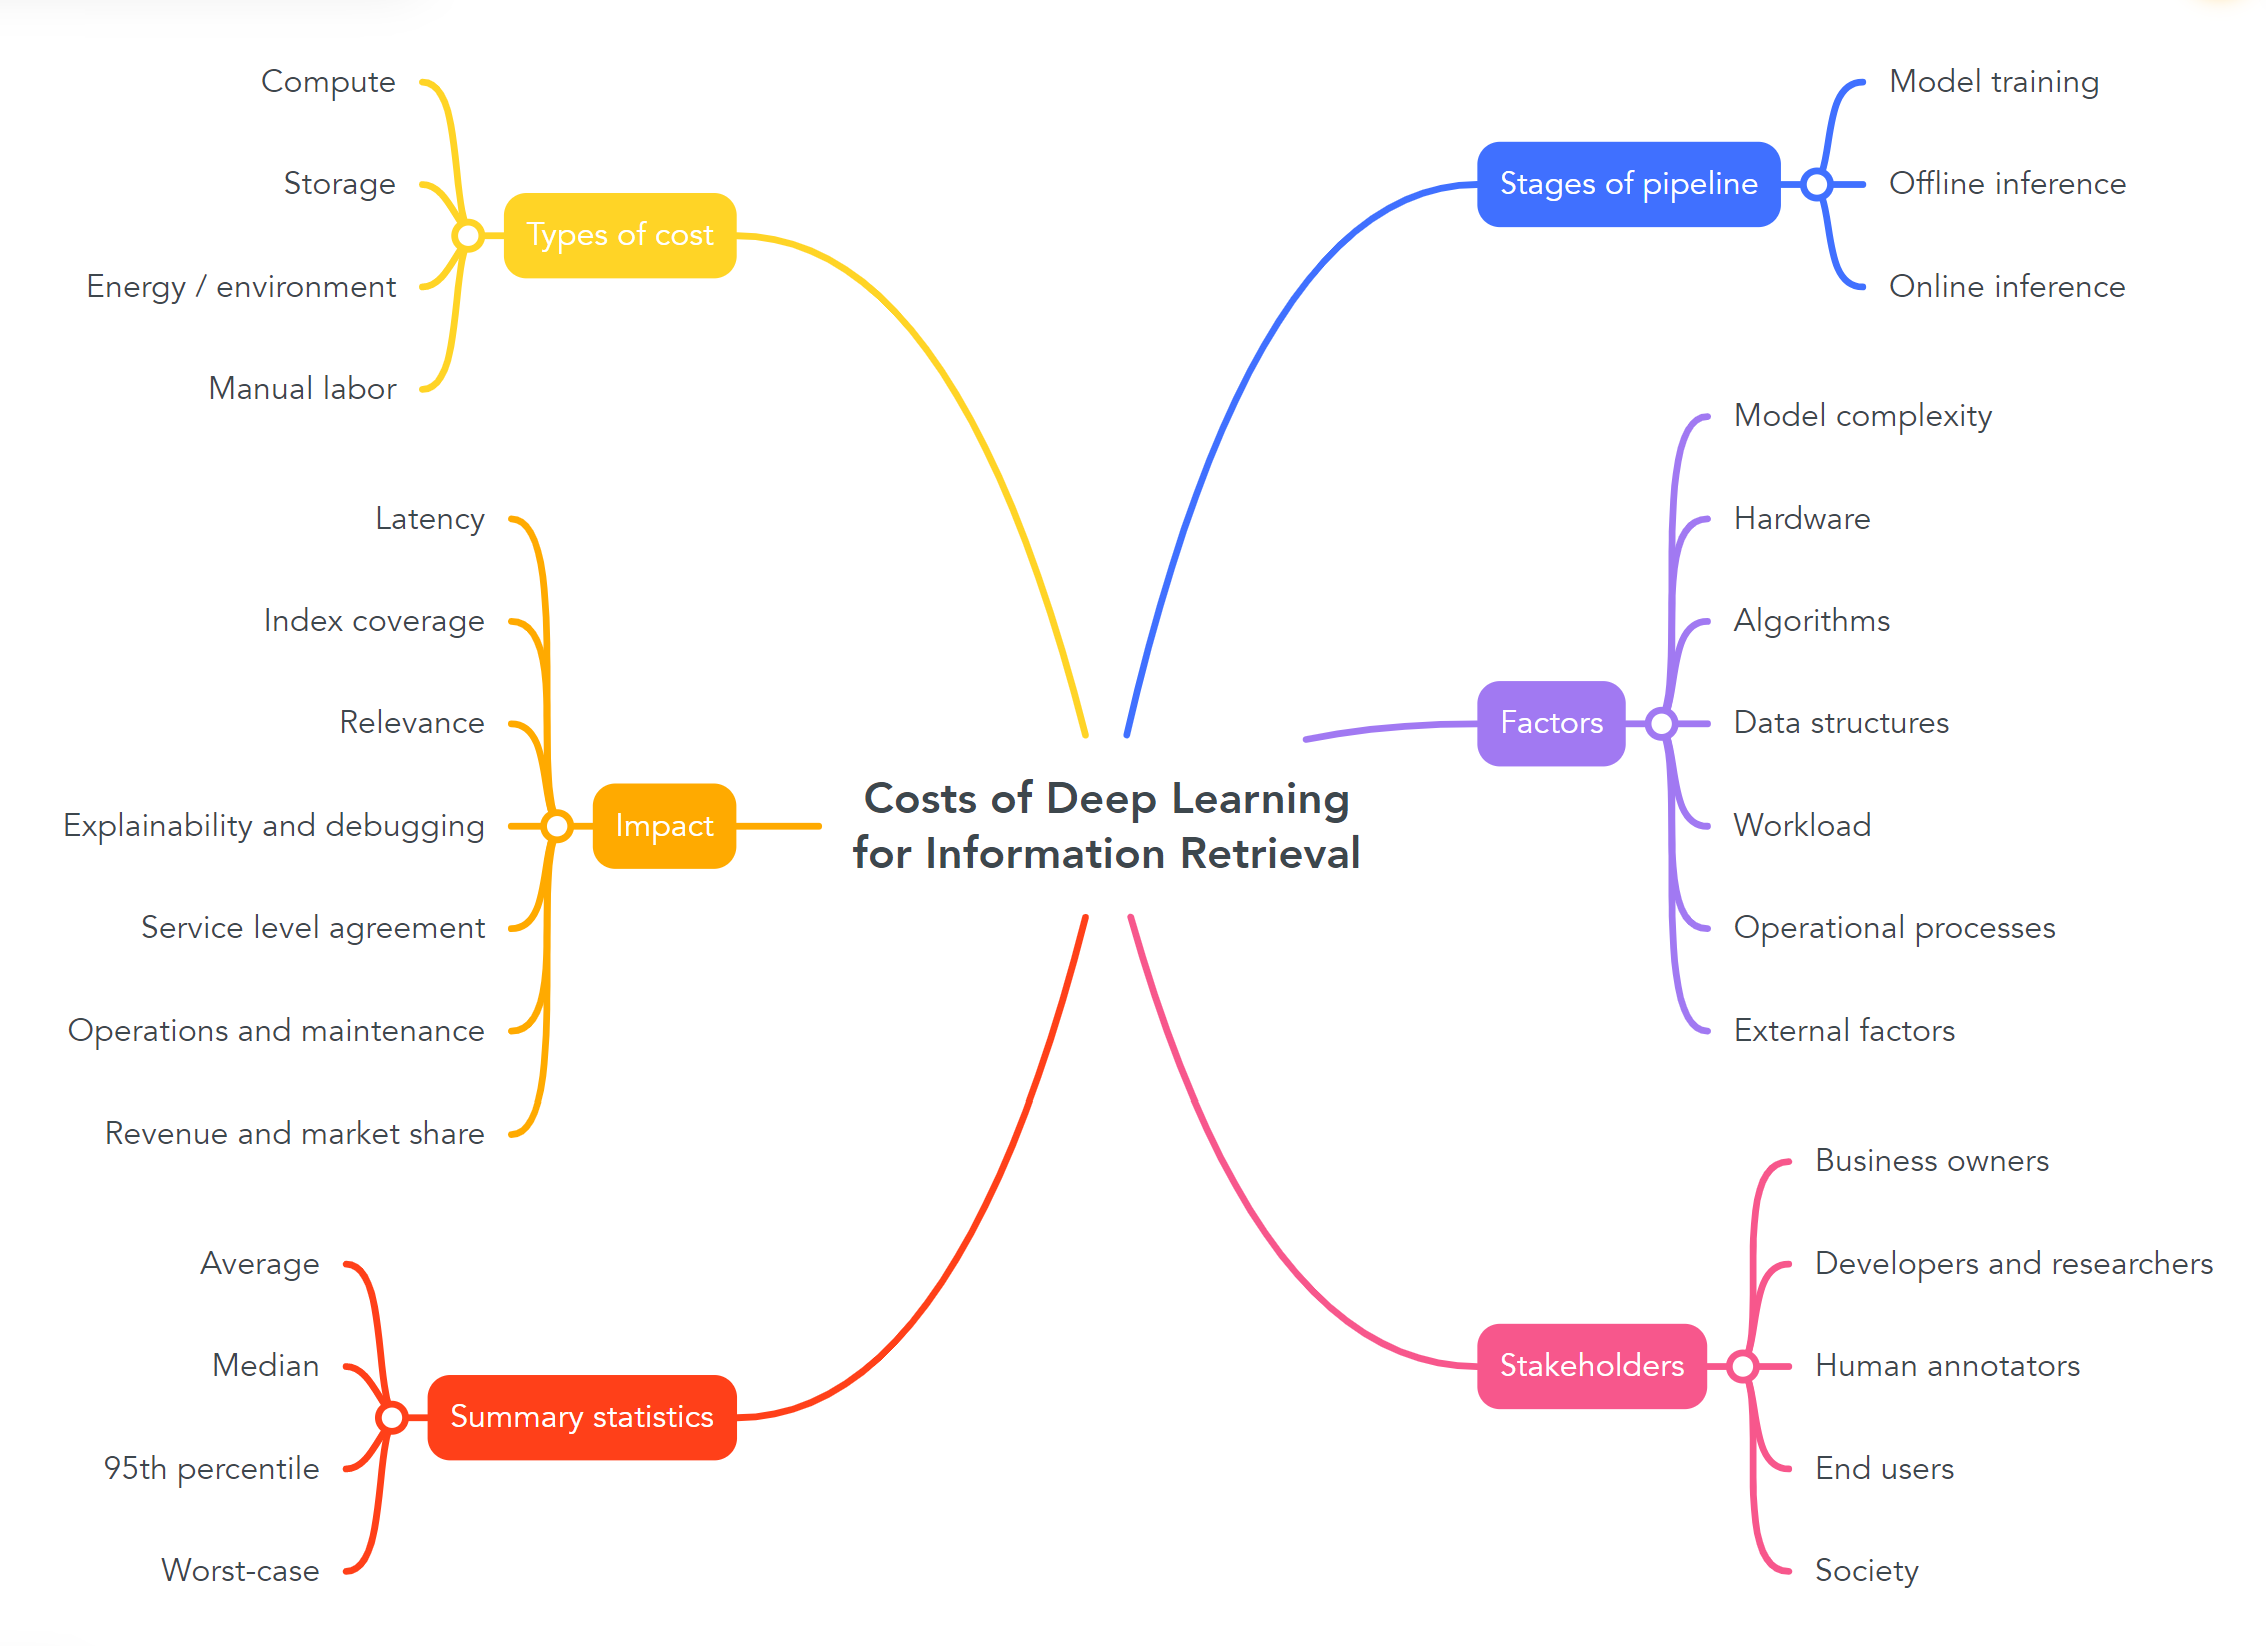 Costs of Deep Learning
for Information Retrieval
Types of cost
Compute
Storage
Energy / environment
Manual labor
Impact
Latency
Index coverage
Relevance
Explainability and debugging
Service level agreement
Operations and maintenance
Revenue and market share
Summary statistics
Average
Median
95th percentile
Worst-case
Stages of pipeline
Model training
Offline inference
Online inference
Factors
Model complexity
Hardware
Algorithms
Data structures
Workload
Operational processes
External factors
Stakeholders
Business owners
Developers and researchers
Human annotators
End users
Society